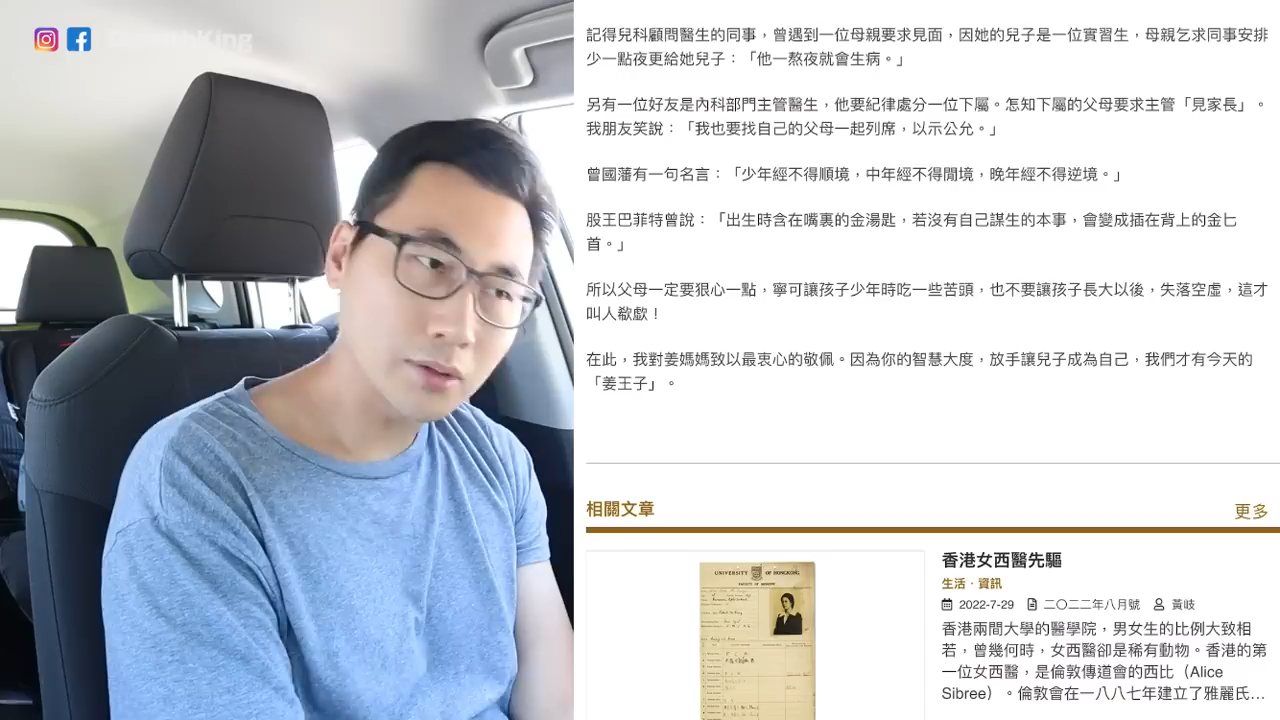 記得兒科顧問醫生的同事，曾遇到一位母親要求見面，因她的兒子是一位實習生，母親乞求同事安排
少一點夜更給她兒子：「他一熬夜就會生病。」
另有一位好友是內科部門主管醫生，他要紀律處分一位下屬。怎知下屬的父母要求主管「見家長」。
我朋友笑說：「我也要找自己的父母一起列席，以示公允。」
曾國藩有一句名言：「少年經不得順境，中年經不得閒境，晚年經不得逆境。」
股王巴菲特曾說：「出生時含在嘴裏的金湯匙，若沒有自己謀生的本事，會變成插在背上的金匕
首。」
所以父母一定要狠心一點，寧可讓孩子少年時吃一些苦頭，也不要讓孩子長大以後，失落空虛，這才
叫人歎歔！
在此，我對姜媽媽致以最衷心的敬佩。因為你的智慧大度，放手讓兒子成為自己，我們才有今天的
「姜王子」。
相關文章
更多
UNIVERSITY OF HONGKONG
FACULTY OF MEDICINE
香港女西醫先驅
生活．資訊
2022-7-29 二〇二二年八月號 黃岐
香港兩間大學的醫學院，男女生的比例大致相
若，曾幾何時，女西醫卻是稀有動物。香港的第
一位女西醫，是倫敦傳道會的西比（Alice
Sibree）。倫敦會在一八八七年建立了雅麗氏…